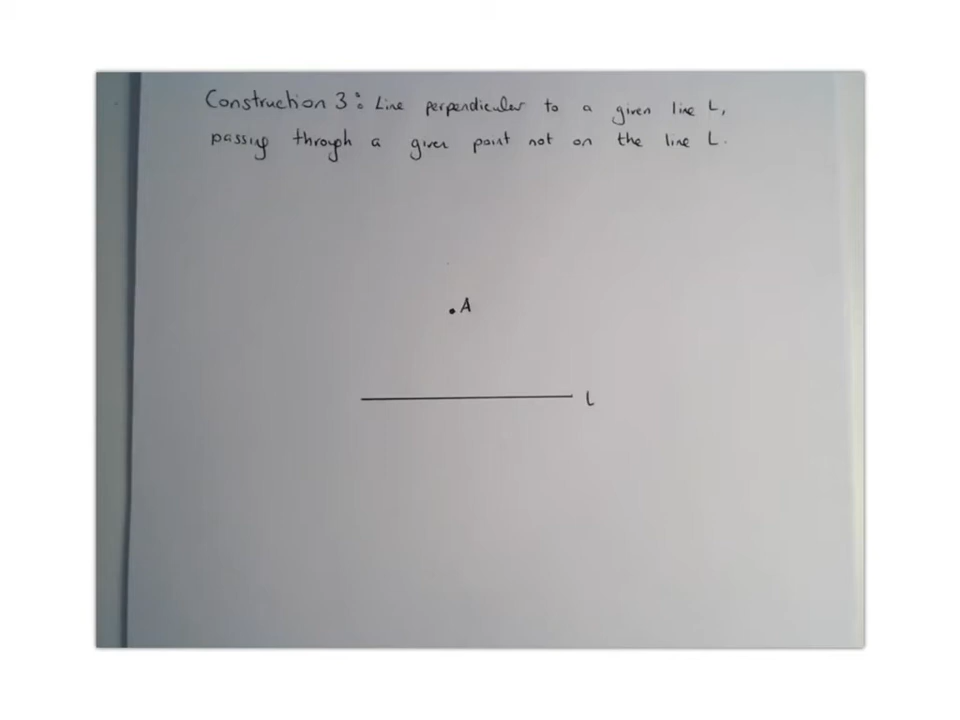 Construction 3: Line perpendicular to a given line L,
passing through a given point not on the line L.
A
L